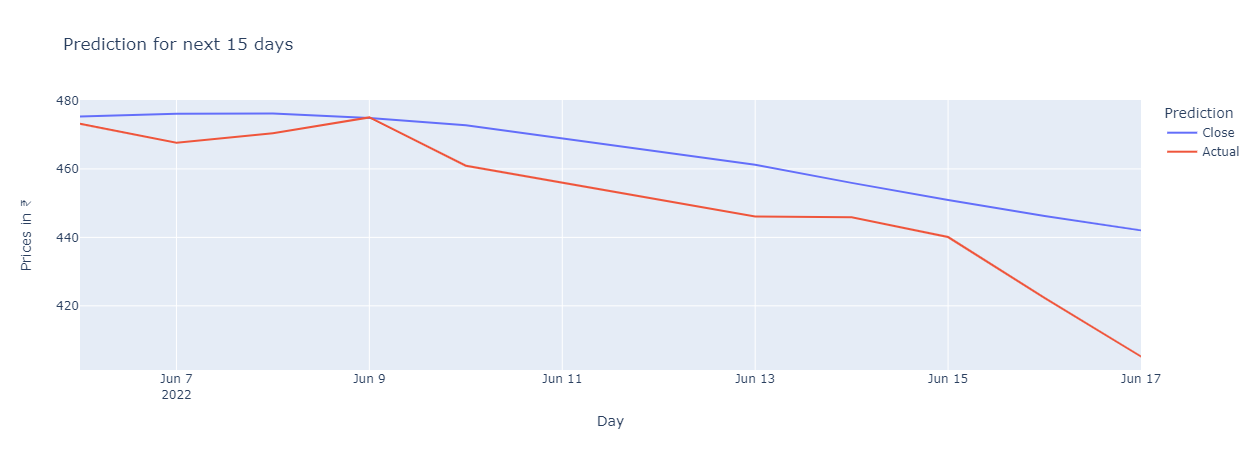 Prediction for next 15 days
480
460
440
420
Prices in ₹
Jun 7
2022
Jun 9
Jun 11
Jun 13
Jun 15
Jun 17
Day
Prediction
Close
Actual